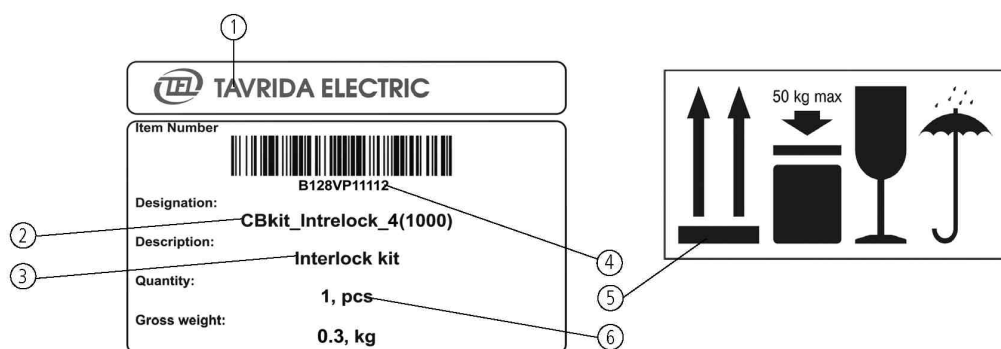 1
TEL TAVRIDA ELECTRIC
Item Number
B128VP11112
Designation:
2
CBkit_Intrelock_4(1000)
Description:
3
Interlock kit
4
Quantity:
1, pcs
5
6
Gross weight:
0.3, kg
50 kg max